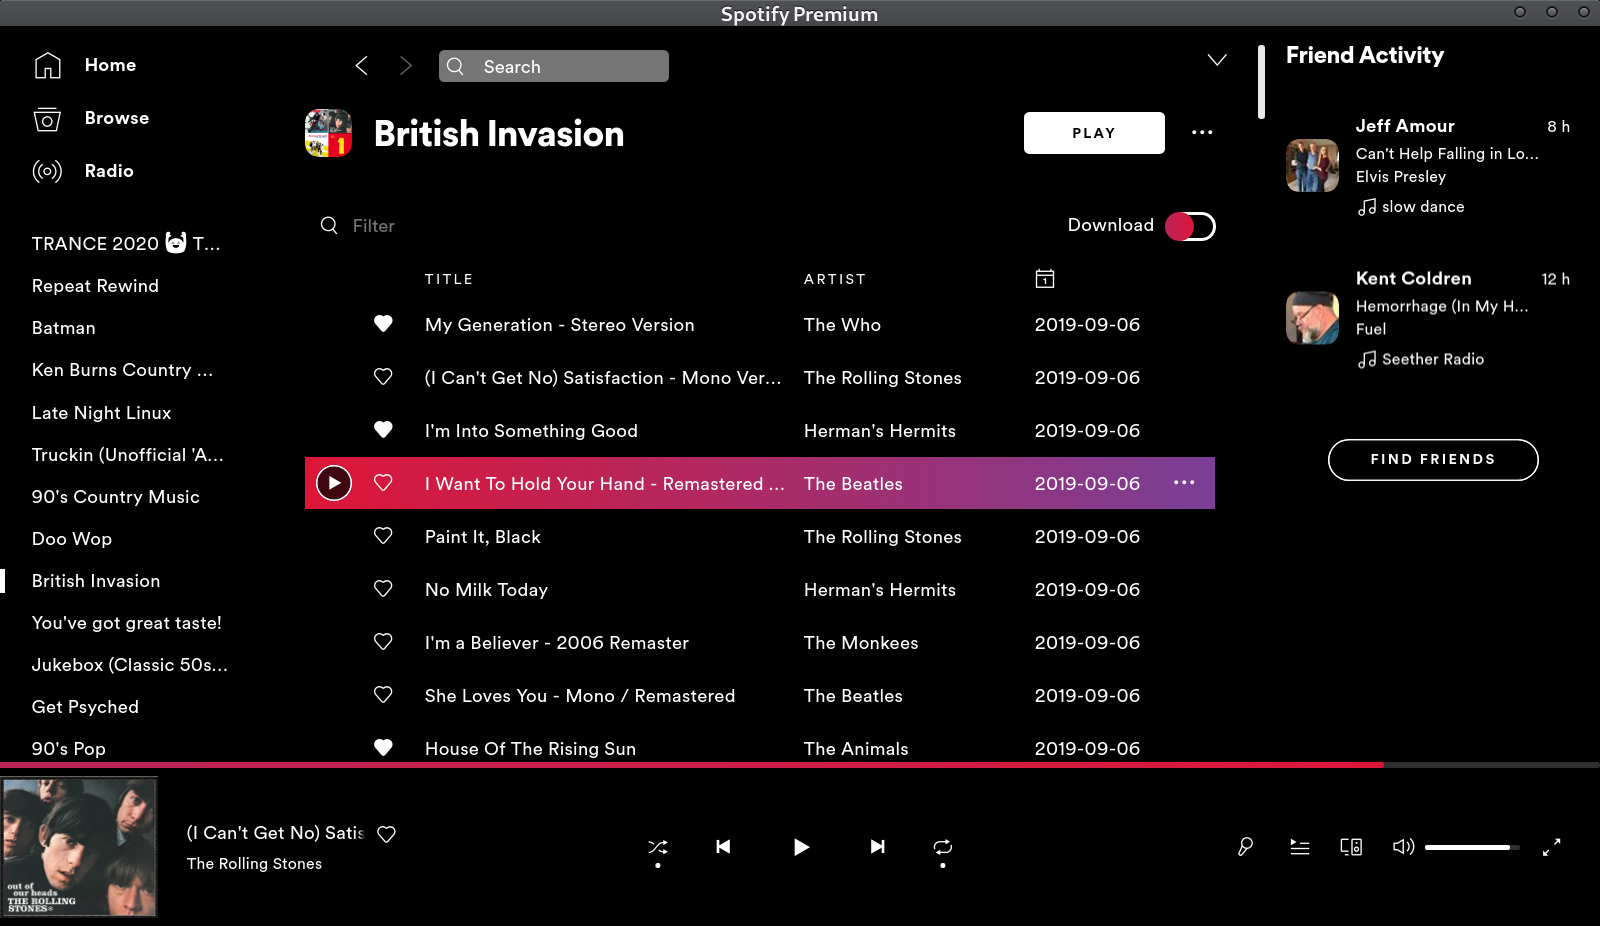 Spotify Premium
Home
Browse
Radio
TRANCE 2020 T...
Repeat Rewind
Batman
Ken Burns Country ...
Late Night Linux
Truckin (Unofficial 'A...
90's Country Music
Doo Wop
British Invasion
You've got great taste!
Jukebox (Classic 50s...
Get Psyched
90's Pop
Search
British Invasion
PLAY
Filter
Download
TITLE ARTIST 1
My Generation - Stereo Version The Who 2019-09-06
(I Can't Get No) Satisfaction - Mono Ver... The Rolling Stones 2019-09-06
I'm Into Something Good Herman's Hermits 2019-09-06
I Want To Hold Your Hand - Remastered ... The Beatles 2019-09-06
Paint It, Black The Rolling Stones 2019-09-06
No Milk Today Herman's Hermits 2019-09-06
I'm a Believer - 2006 Remaster The Monkees 2019-09-06
She Loves You - Mono / Remastered The Beatles 2019-09-06
House Of The Rising Sun The Animals 2019-09-06
Friend Activity
Jeff Amour 8 h
Can't Help Falling in Lo...
Elvis Presley
slow dance
Kent Coldren 12 h
Hemorrhage (In My H...
Fuel
Seether Radio
FIND FRIENDS
out of
our heads
THE ROLLING
STONES*
(I Can't Get No) Satis
The Rolling Stones